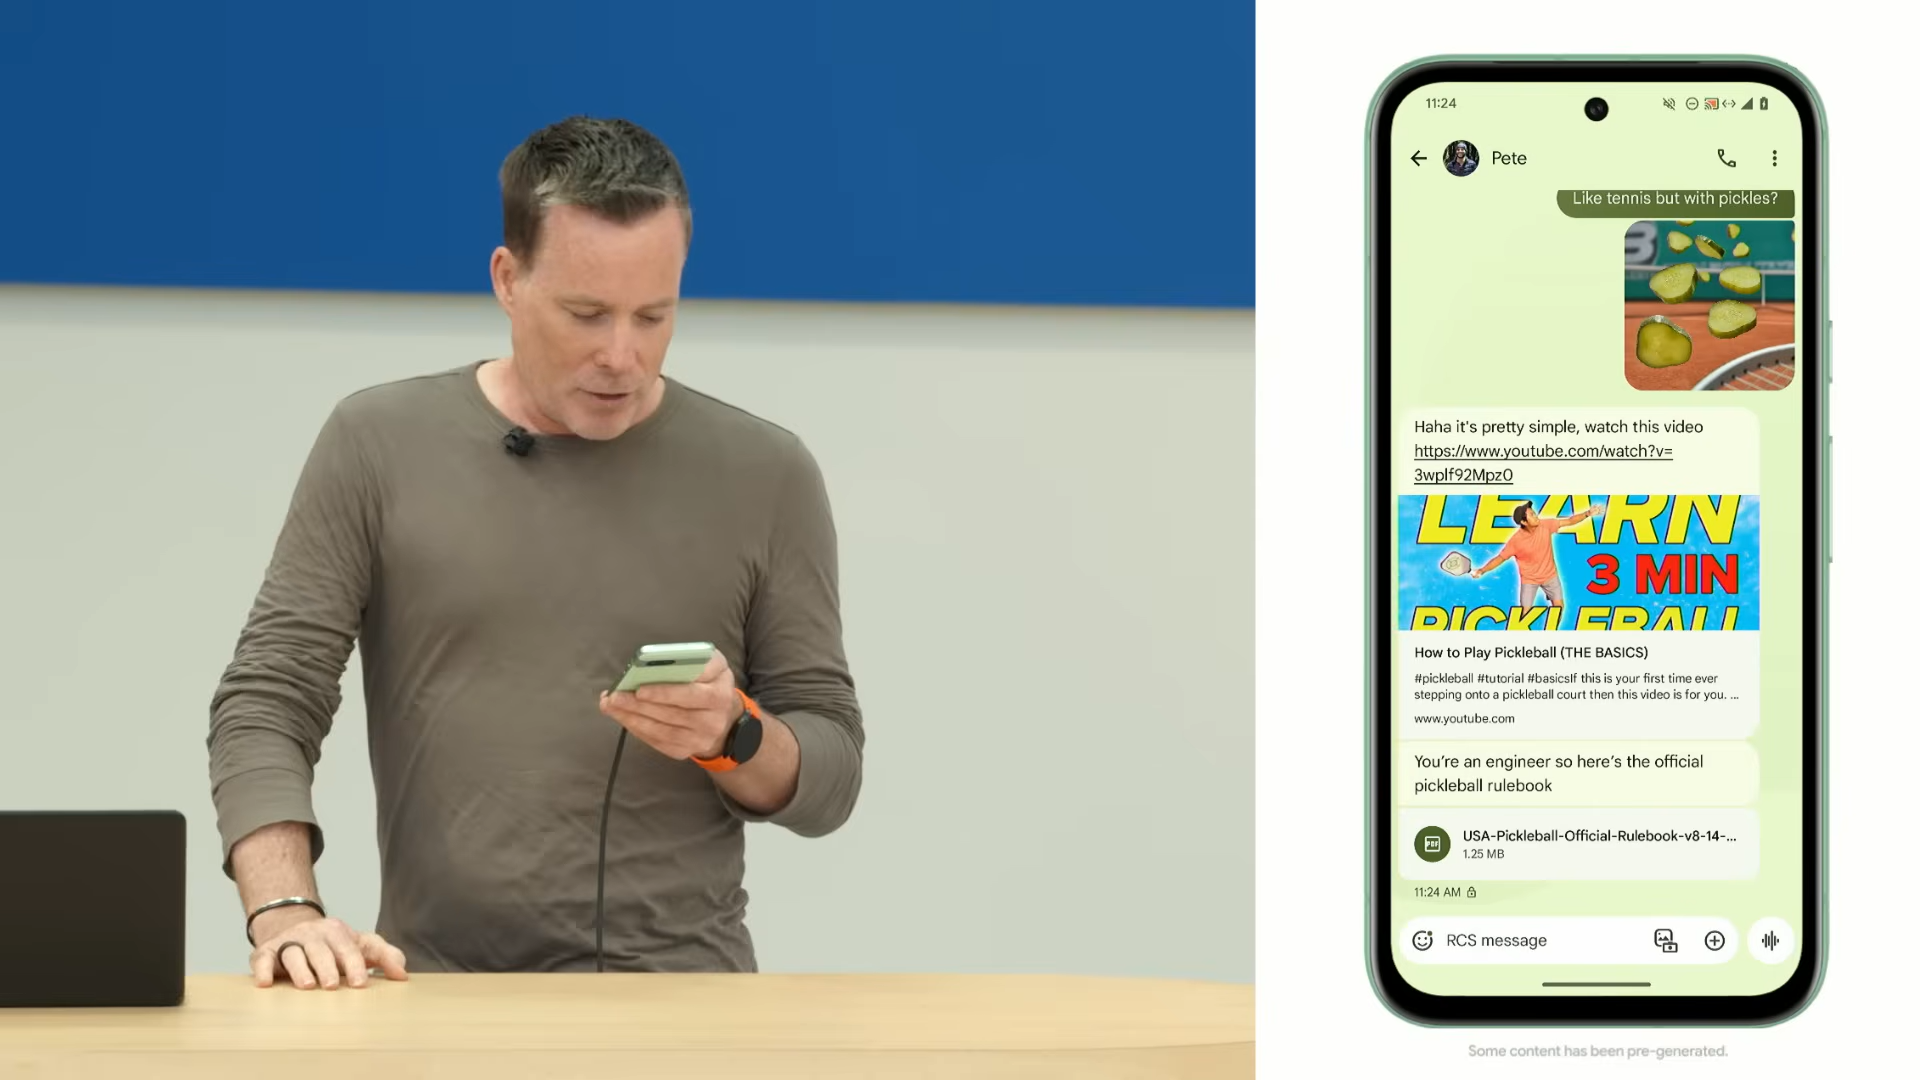 11:24
Pete
Like tennis but with pickles?
Haha it's pretty simple, watch this video
https://www.youtube.com/watch?v=
3wplf92MpzO
LEARN
3 MIN
PICKLEBALL
How to Play Pickleball (THE BASICS)
#pickleball #tutorial #basicsIf this is your first time ever
stepping onto a pickleball court then this video is for you. ...
www.youtube.com
You're an engineer so here's the official
pickleball rulebook
PDF
USA-Pickleball-Official-Rulebook-v8-14-...
1.25 MB
11:24 AM
RCS message
Some content has been pre-generated.